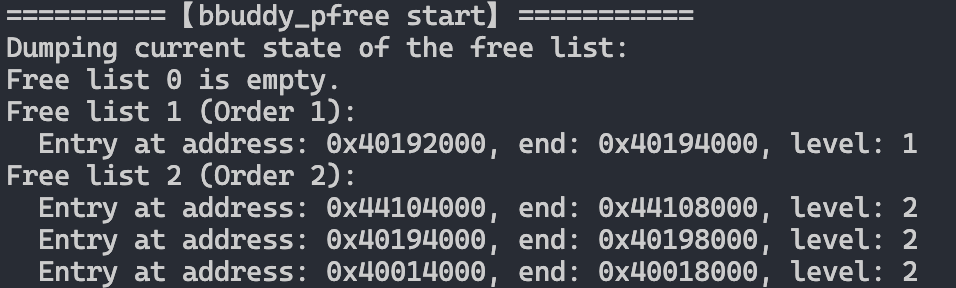 ==========【bbuddy_pfree start】===========
Dumping current state of the free list:
Free list 0 is empty.
Free list 1 (Order 1):
  Entry at address: 0x40192000, end: 0x40194000, level: 1
Free list 2 (Order 2):
  Entry at address: 0x44104000, end: 0x44108000, level: 2
  Entry at address: 0x40194000, end: 0x40198000, level: 2
  Entry at address: 0x40014000, end: 0x40018000, level: 2